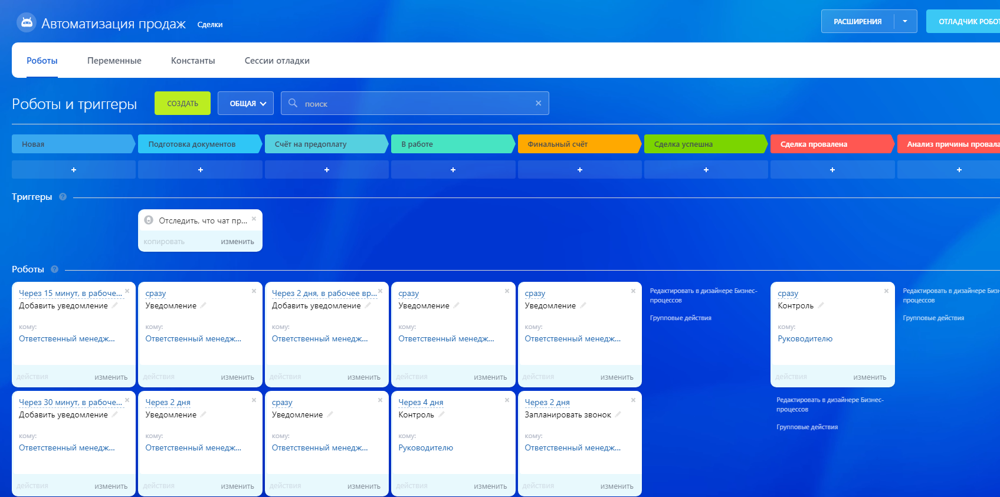 Автоматизация продаж Сделки
РАСШИРЕНИЯ
ОТЛАДЧИК РОБОТ
Роботы Переменные Константы Сессии отладки
Роботы и триггеры СОЗДАТЬ ОБЩАЯ поиск
Новая Подготовка документов Счёт на предоплату В работе Финальный счёт Сделка успешна Сделка провалена Анализ причины провала
+ + + + + + + +
Триггеры ?
Отследить, что чат пр...
копировать изменить
Роботы ?
Через 15 минут, в рабоче...
Добавить уведомление
кому:
Ответственный менедж...
действия изменить
сразу
Уведомление
кому:
Ответственный менедж...
действия изменить
Через 2 дня, в рабочее вр...
Добавить уведомление
кому:
Ответственный менедж...
действия изменить
сразу
Уведомление
кому:
Ответственный менедж...
действия изменить
сразу
Уведомление
кому:
Ответственный менедж...
действия изменить
Редактировать в дизайнере Бизнес-
процессов
Групповые действия
сразу
Контроль
кому:
Руководителю
действия изменить
Редактировать в дизайнере Бизн
процессов
Групповые действия
Через 30 минут, в рабоче...
Добавить уведомление
кому:
Ответственный менедж...
действия изменить
Через 2 дня
Уведомление
кому:
Ответственный менедж...
действия изменить
сразу
Уведомление
кому:
Ответственный менедж...
действия изменить
Через 4 дня
Контроль
кому:
Руководителю
действия изменить
Через 2 дня
Запланировать звонок
кому:
Ответственный менедж...
действия изменить
Редактировать в дизайнере Бизнес-
процессов
Групповые действия